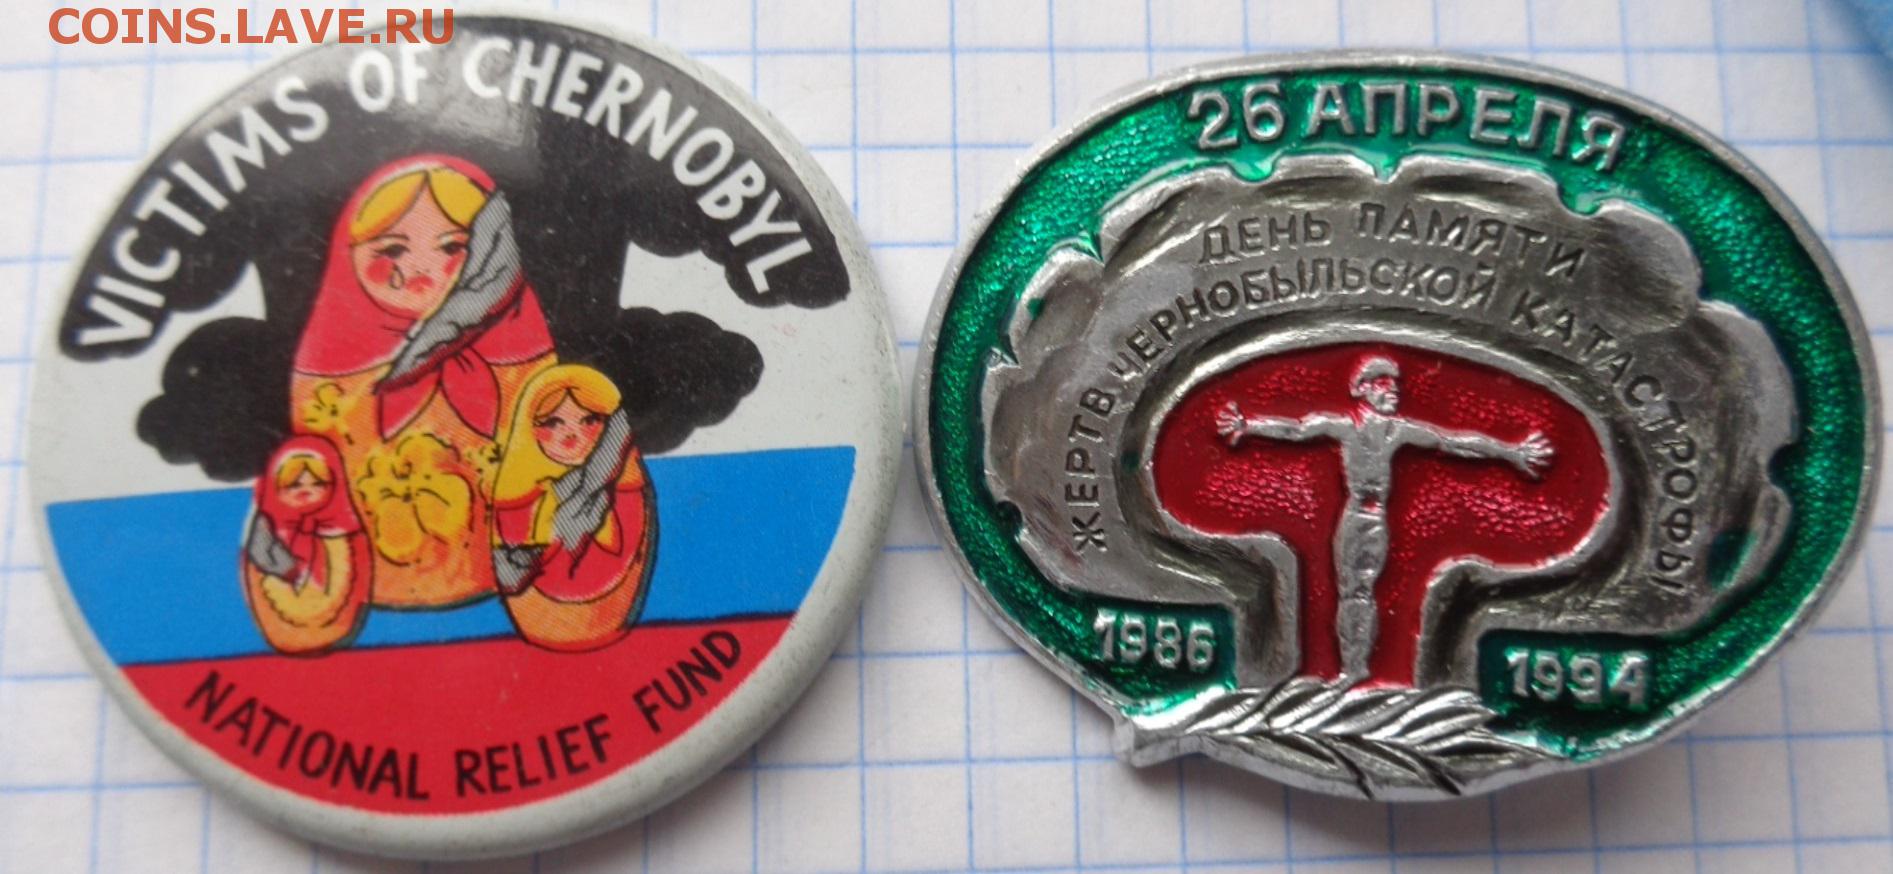 COINS.LAVE.RU
VICTIMS OF CHERNOBYL
NATIONAL RELIEF FUND
26 АПРЕЛЯ
ДЕНЬ ПАМЯТИ
ЖЕРТВ ЧЕРНОБЫЛЬСКОЙ КАТАСТРОФЫ
1986
1994